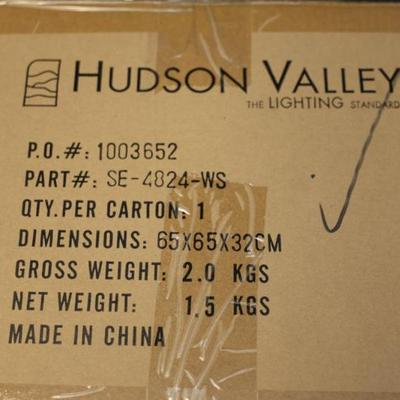 HUDSON VALLEY
THE LIGHTING STANDARD
P.O.#: 1003652
PART#: SE-4824-WS
QTY.PER CARTON: 1
DIMENSIONS: 65X65X32CM
GROSS WEIGHT: 2.0 KGS
NET WEIGHT: 1.5 KGS
MADE IN CHINA